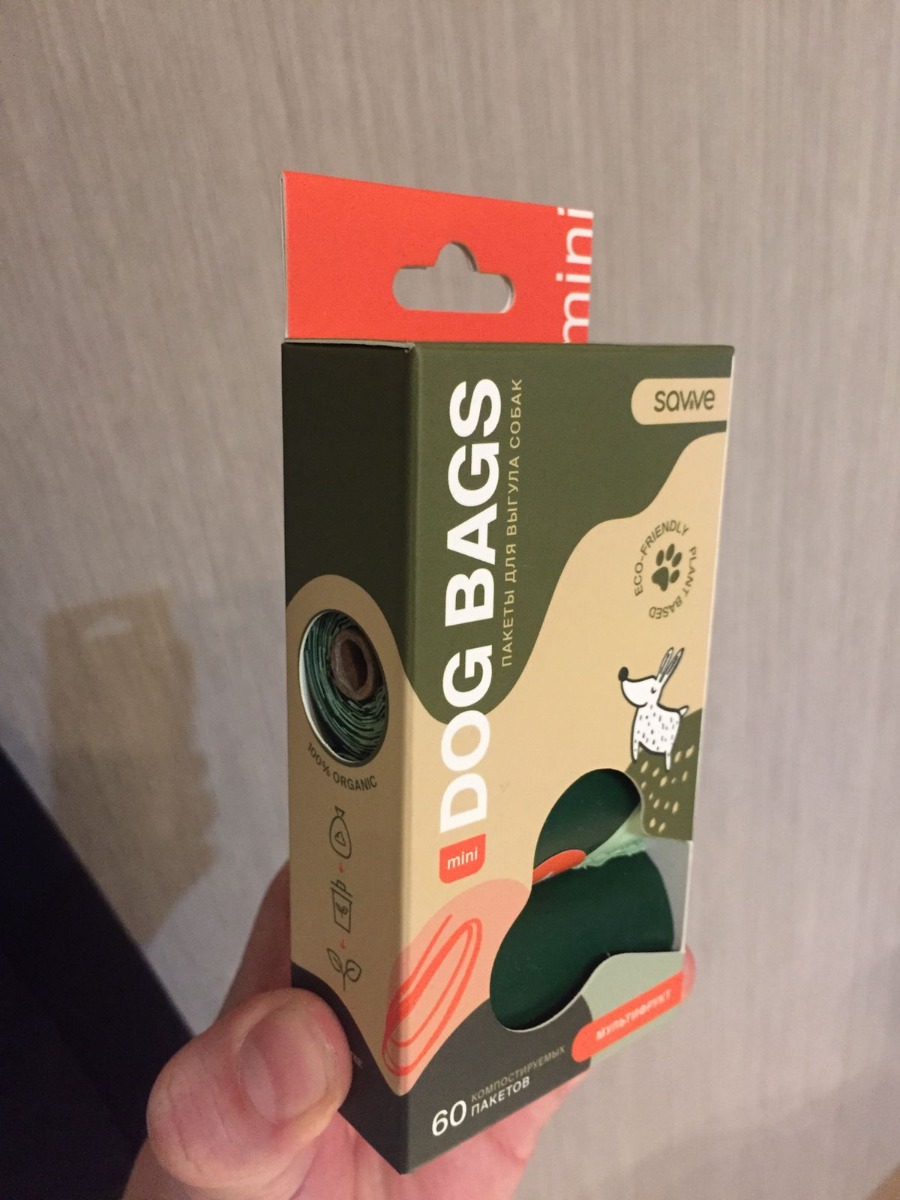 mini
savve
DOG BAGS
ПАКЕТЫ ДЛЯ ВЫГУЛА СОБАК
ECO-FRIENDLY
PLANT BASED
100% ORGANIC
mini
МУЛЬТИФРУКТ
60 КОМПОСТИРУЕМЫХ
ПАКЕТОВ